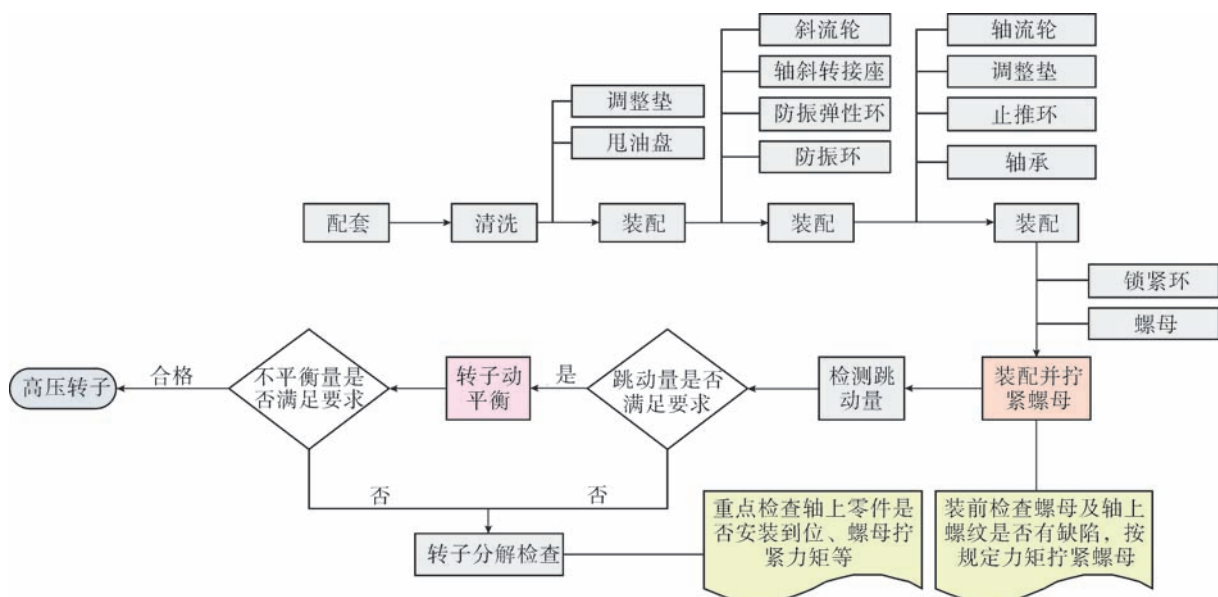 斜流轮
轴斜转接座
防振弹性环
防振环
轴流轮
调整垫
止推环
轴承
调整垫
甩油盘
配套
清洗
装配
装配
装配
锁紧环
螺母
高压转子
合格
不平衡量是
否满足要求
转子动
平衡
是
跳动量是否
满足要求
检测跳
动量
装配并拧
紧螺母
否
否
转子分解检查
重点检查轴上零件是
否安装到位、螺母拧
紧力矩等
装前检查螺母及轴上
螺纹是否有缺陷，按
规定力矩拧紧螺母